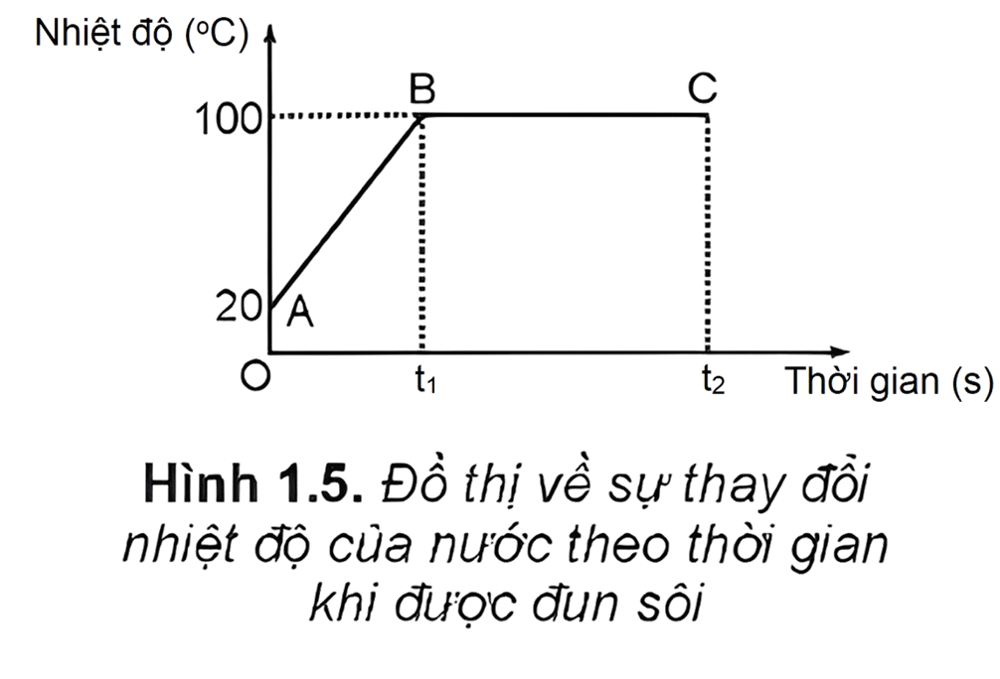 Nhiệt độ (°C)
B
C
100
20
A
O
t₁
t₂
Thời gian (s)
Hình 1.5. Đồ thị về sự thay đổi
nhiệt độ của nước theo thời gian
khi được đun sôi